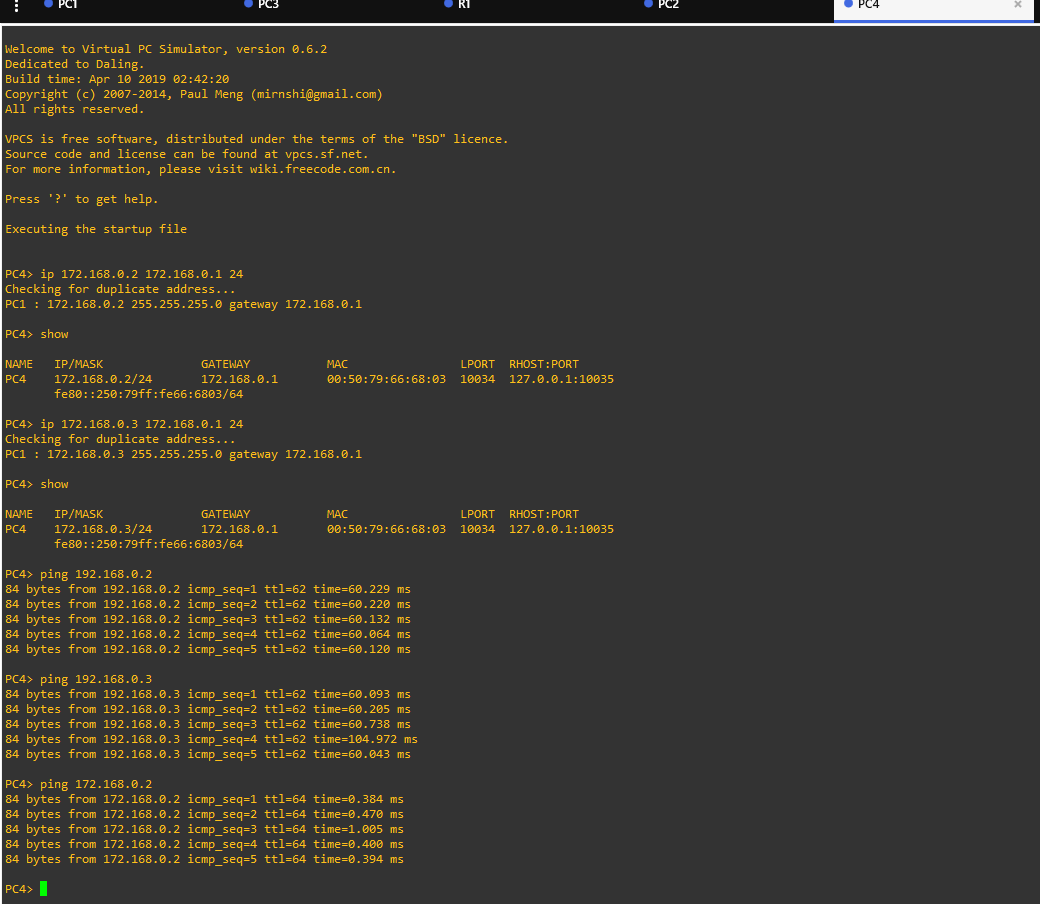 PC1 PC3 R1 PC2 PC4 ×
Welcome to Virtual PC Simulator, version 0.6.2
Dedicated to Daling.
Build time: Apr 10 2019 02:42:20
Copyright (c) 2007-2014, Paul Meng (mirnshi@gmail.com)
All rights reserved.
VPCS is free software, distributed under the terms of the "BSD" licence.
Source code and license can be found at vpcs.sf.net.
For more information, please visit wiki.freecode.com.cn.
Press '?' to get help.
Executing the startup file
PC4> ip 172.168.0.2 172.168.0.1 24
Checking for duplicate address...
PC1 : 172.168.0.2 255.255.255.0 gateway 172.168.0.1
PC4> show
NAME IP/MASK GATEWAY MAC LPORT RHOST:PORT
PC4 172.168.0.2/24 172.168.0.1 00:50:79:66:68:03 10034 127.0.0.1:10035
fe80::250:79ff:fe66:6803/64
PC4> ip 172.168.0.3 172.168.0.1 24
Checking for duplicate address...
PC1 : 172.168.0.3 255.255.255.0 gateway 172.168.0.1
PC4> show
NAME IP/MASK GATEWAY MAC LPORT RHOST:PORT
PC4 172.168.0.3/24 172.168.0.1 00:50:79:66:68:03 10034 127.0.0.1:10035
fe80::250:79ff:fe66:6803/64
PC4> ping 192.168.0.2
84 bytes from 192.168.0.2 icmp_seq=1 ttl=62 time=60.229 ms
84 bytes from 192.168.0.2 icmp_seq=2 ttl=62 time=60.220 ms
84 bytes from 192.168.0.2 icmp_seq=3 ttl=62 time=60.132 ms
84 bytes from 192.168.0.2 icmp_seq=4 ttl=62 time=60.064 ms
84 bytes from 192.168.0.2 icmp_seq=5 ttl=62 time=60.120 ms
PC4> ping 192.168.0.3
84 bytes from 192.168.0.3 icmp_seq=1 ttl=62 time=60.093 ms
84 bytes from 192.168.0.3 icmp_seq=2 ttl=62 time=60.205 ms
84 bytes from 192.168.0.3 icmp_seq=3 ttl=62 time=60.738 ms
84 bytes from 192.168.0.3 icmp_seq=4 ttl=62 time=104.972 ms
84 bytes from 192.168.0.3 icmp_seq=5 ttl=62 time=60.043 ms
PC4> ping 172.168.0.2
84 bytes from 172.168.0.2 icmp_seq=1 ttl=64 time=0.384 ms
84 bytes from 172.168.0.2 icmp_seq=2 ttl=64 time=0.470 ms
84 bytes from 172.168.0.2 icmp_seq=3 ttl=64 time=1.005 ms
84 bytes from 172.168.0.2 icmp_seq=4 ttl=64 time=0.400 ms
84 bytes from 172.168.0.2 icmp_seq=5 ttl=64 time=0.394 ms
PC4>